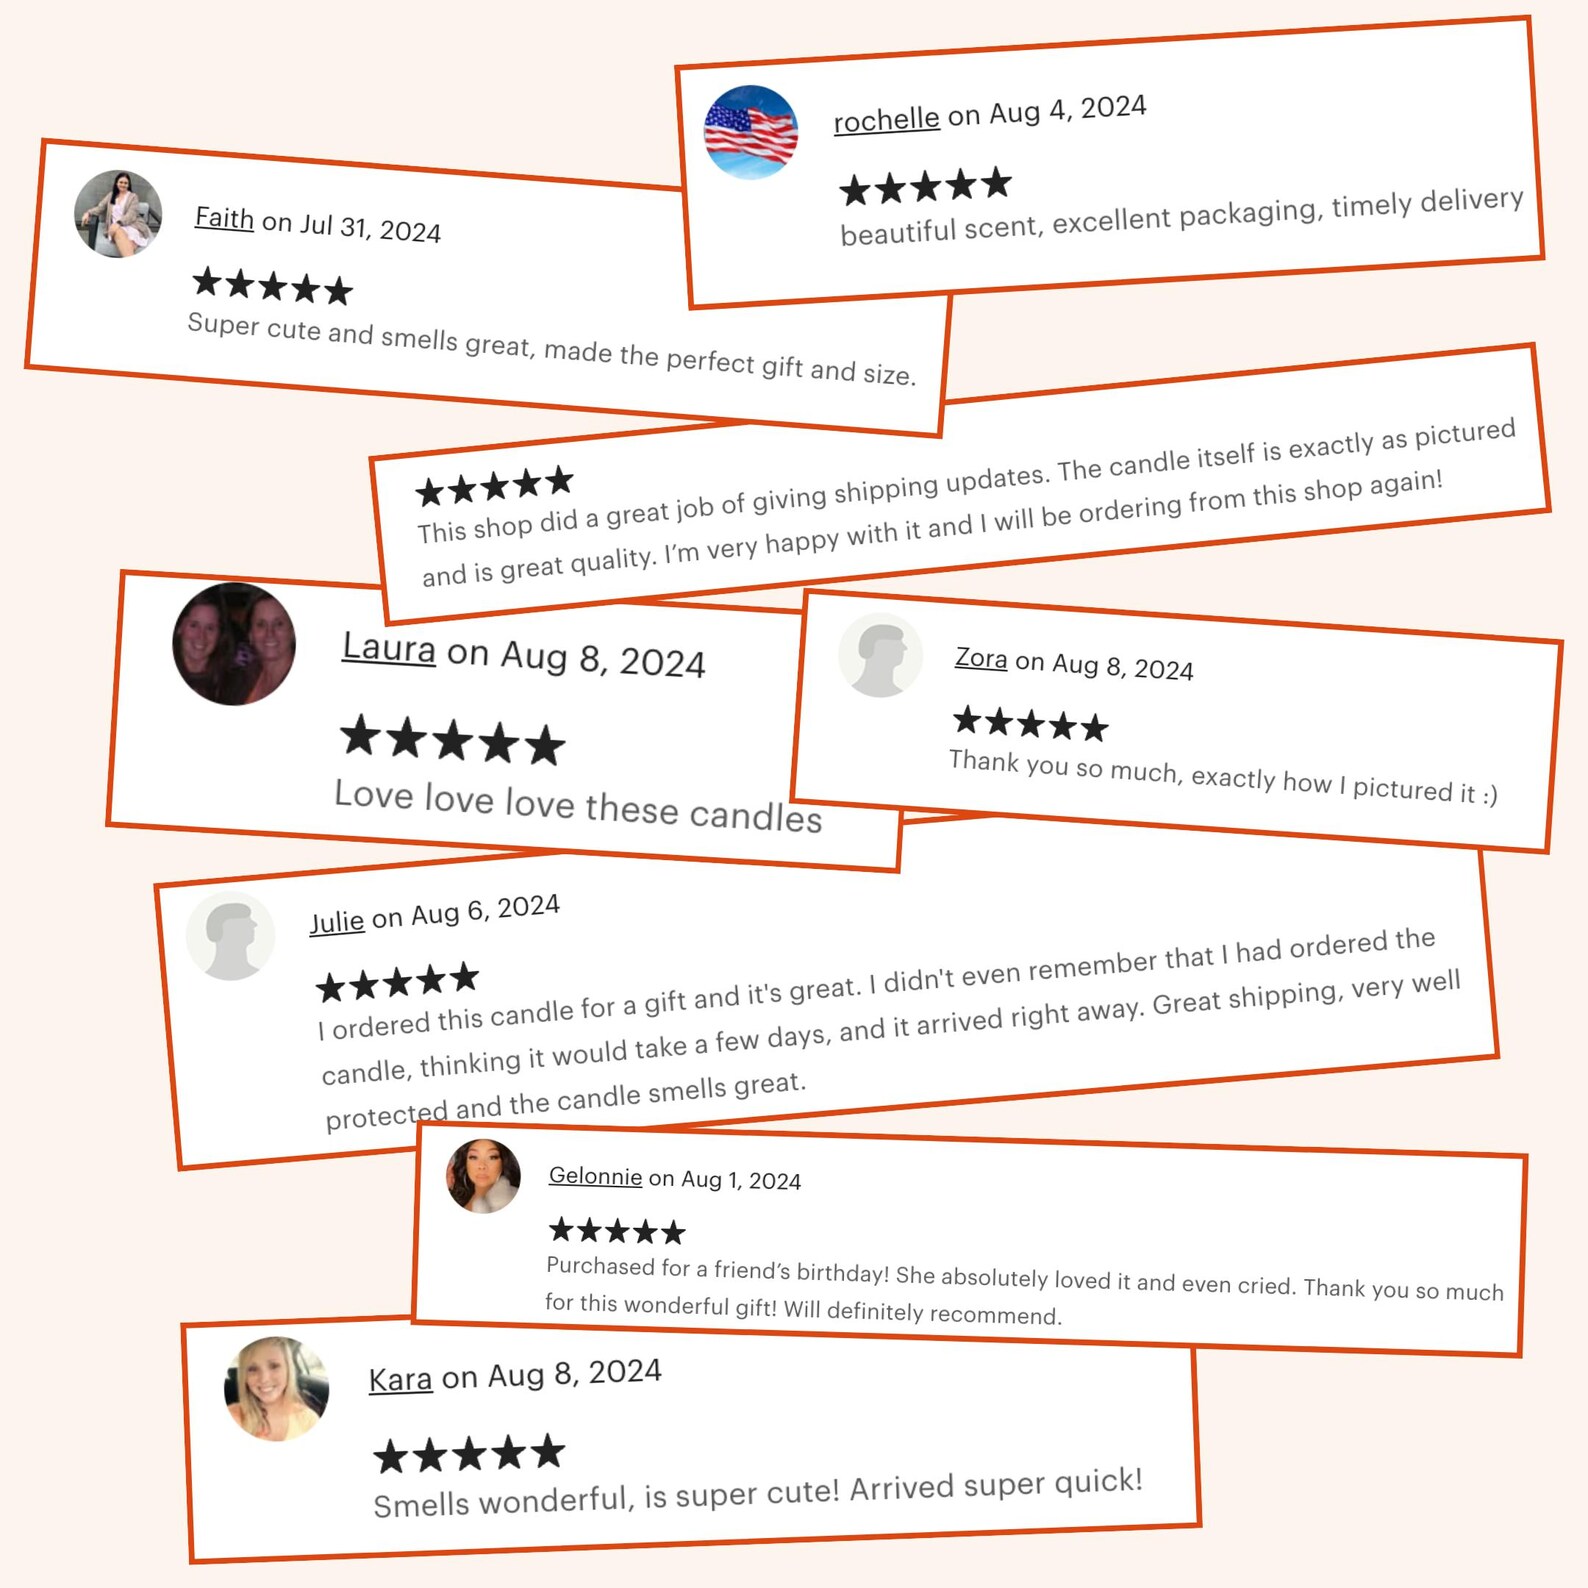 rochelle on Aug 4, 2024
beautiful scent, excellent packaging, timely delivery
Faith on Jul 31, 2024
Super cute and smells great, made the perfect gift and size.
This shop did a great job of giving shipping updates. The candle itself is exactly as pictured
and is great quality. I’m very happy with it and I will be ordering from this shop again!
Laura on Aug 8, 2024
Love love love these candles
Zora on Aug 8, 2024
Thank you so much, exactly how I pictured it :)
Julie on Aug 6, 2024
I ordered this candle for a gift and it's great. I didn't even remember that I had ordered the
candle, thinking it would take a few days, and it arrived right away. Great shipping, very well
protected and the candle smells great.
Gelonnie on Aug 1, 2024
Purchased for a friend’s birthday! She absolutely loved it and even cried. Thank you so much
for this wonderful gift! Will definitely recommend.
Kara on Aug 8, 2024
Smells wonderful, is super cute! Arrived super quick!